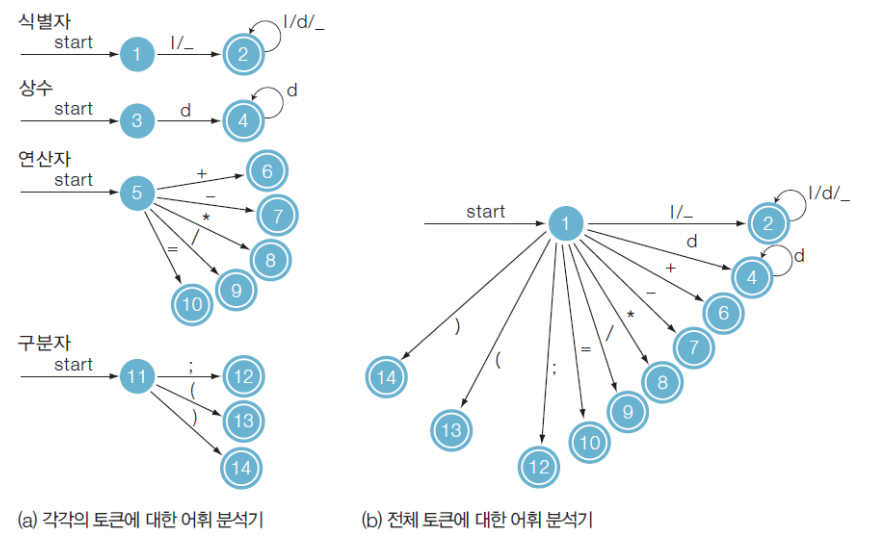 식별자
start
1
l/_
2
l/d/_
상수
start
3
d
4
d
연산자
start
5
+
6
−
7
*
8
/
9
=
10
구분자
start
11
;
12
(
13
)
14
(a) 각각의 토큰에 대한 어휘 분석기
start
1
l/_
2
l/d/_
d
4
d
+
6
−
7
*
8
/
9
=
10
;
12
(
13
)
14
(b) 전체 토큰에 대한 어휘 분석기